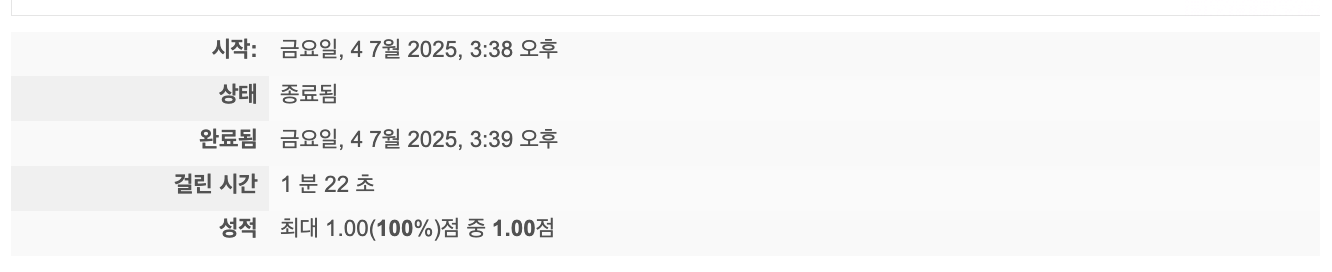 시작: 금요일, 4 7월 2025, 3:38 오후
상태 종료됨
완료됨 금요일, 4 7월 2025, 3:39 오후
걸린 시간 1 분 22 초
성적 최대 1.00(100%)점 중 1.00점